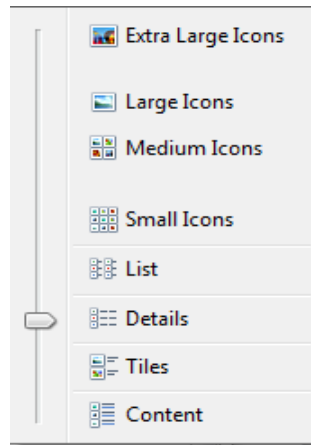 Extra Large Icons
Large Icons
Medium Icons
Small Icons
List
Details
Tiles
Content